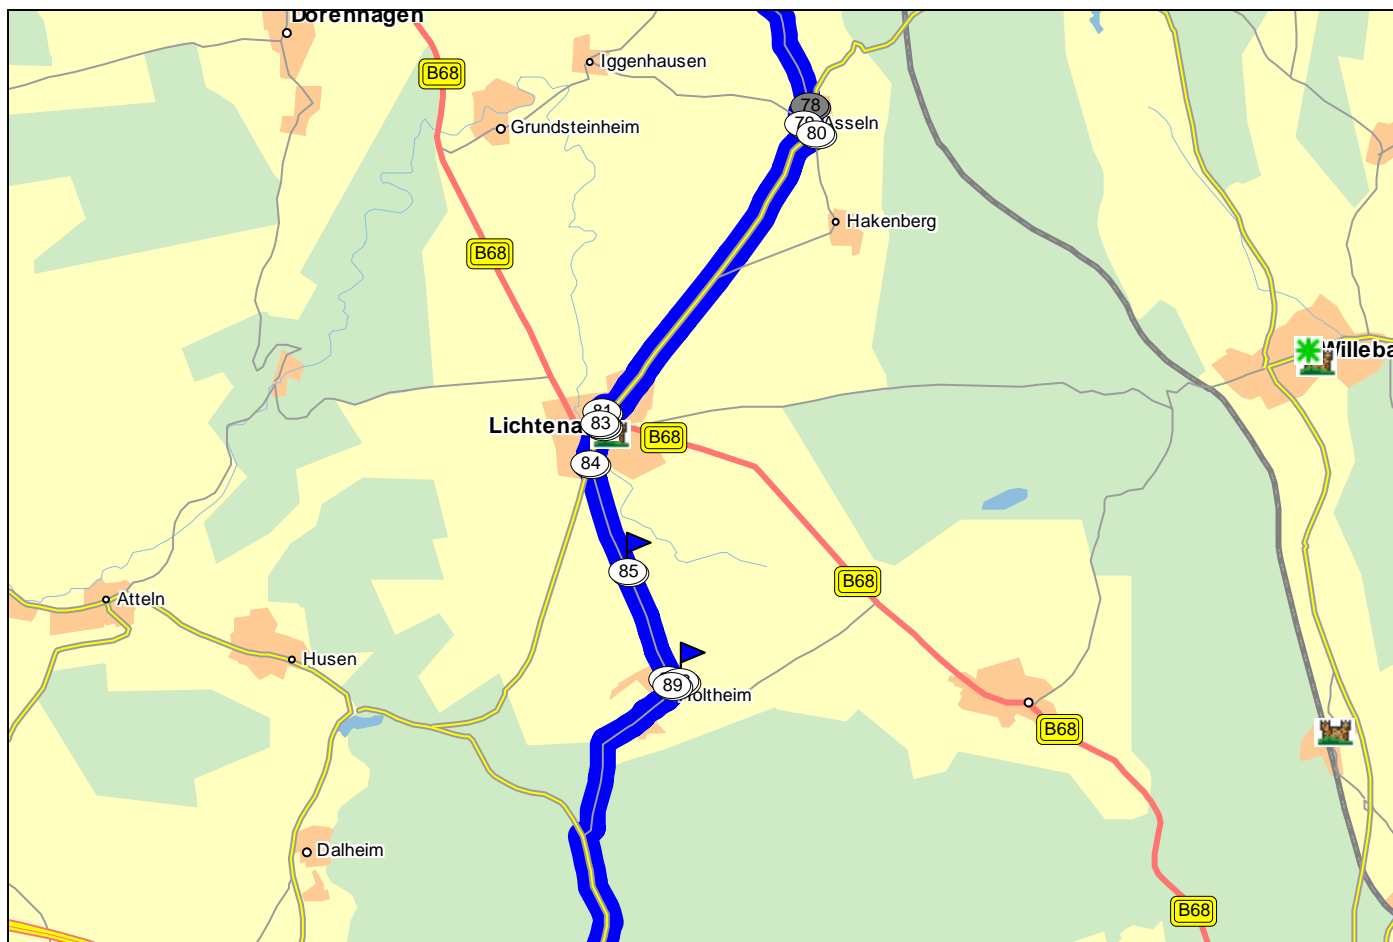 Dörenhagen
Iggenhausen
B68
78
Grundsteinheim
79
Asseln
80
Hakenberg
B68
81
83
B68
84
85
B68
Atteln
Husen
89
B68
Dalheim
B68